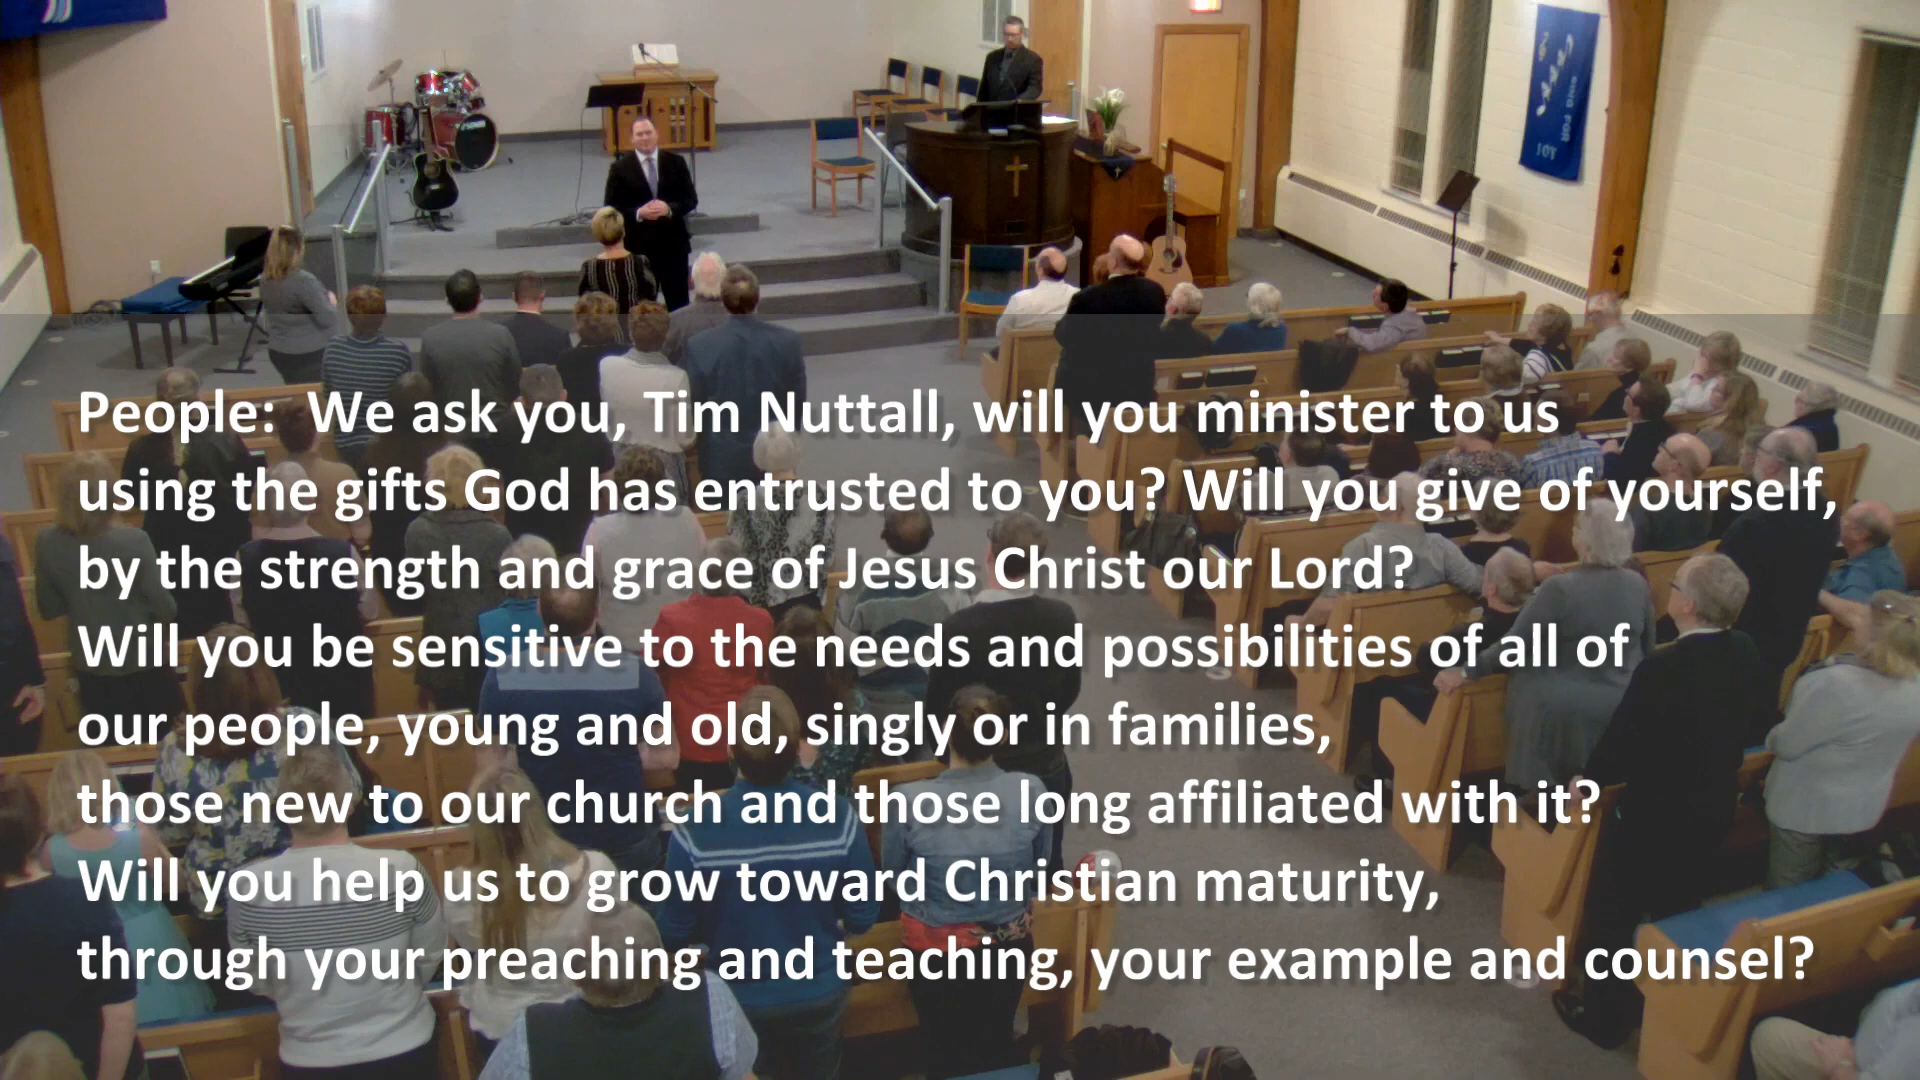 People:  We ask you, Tim Nuttall, will you minister to us
using the gifts God has entrusted to you? Will you give of yourself,
by the strength and grace of Jesus Christ our Lord?
Will you be sensitive to the needs and possibilities of all of
our people, young and old, singly or in families,
those new to our church and those long affiliated with it?
Will you help us to grow toward Christian maturity,
through your preaching and teaching, your example and counsel?
SING FOR
JOY